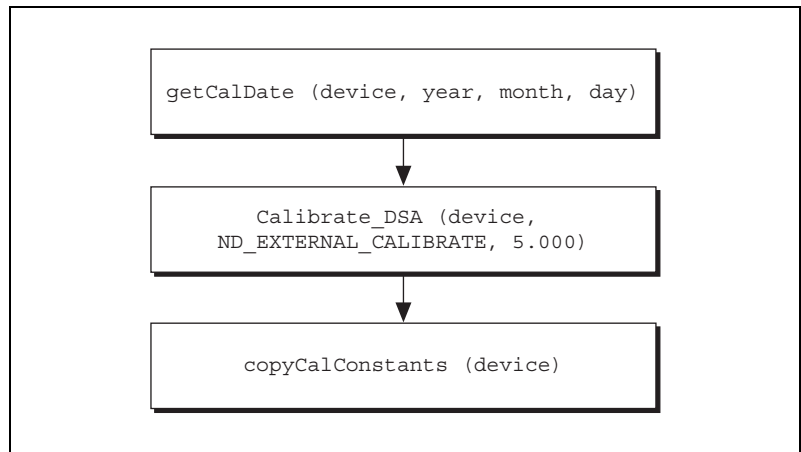 getCalDate (device, year, month, day)
Calibrate_DSA (device,
ND_EXTERNAL_CALIBRATE, 5.000)
copyCalConstants (device)